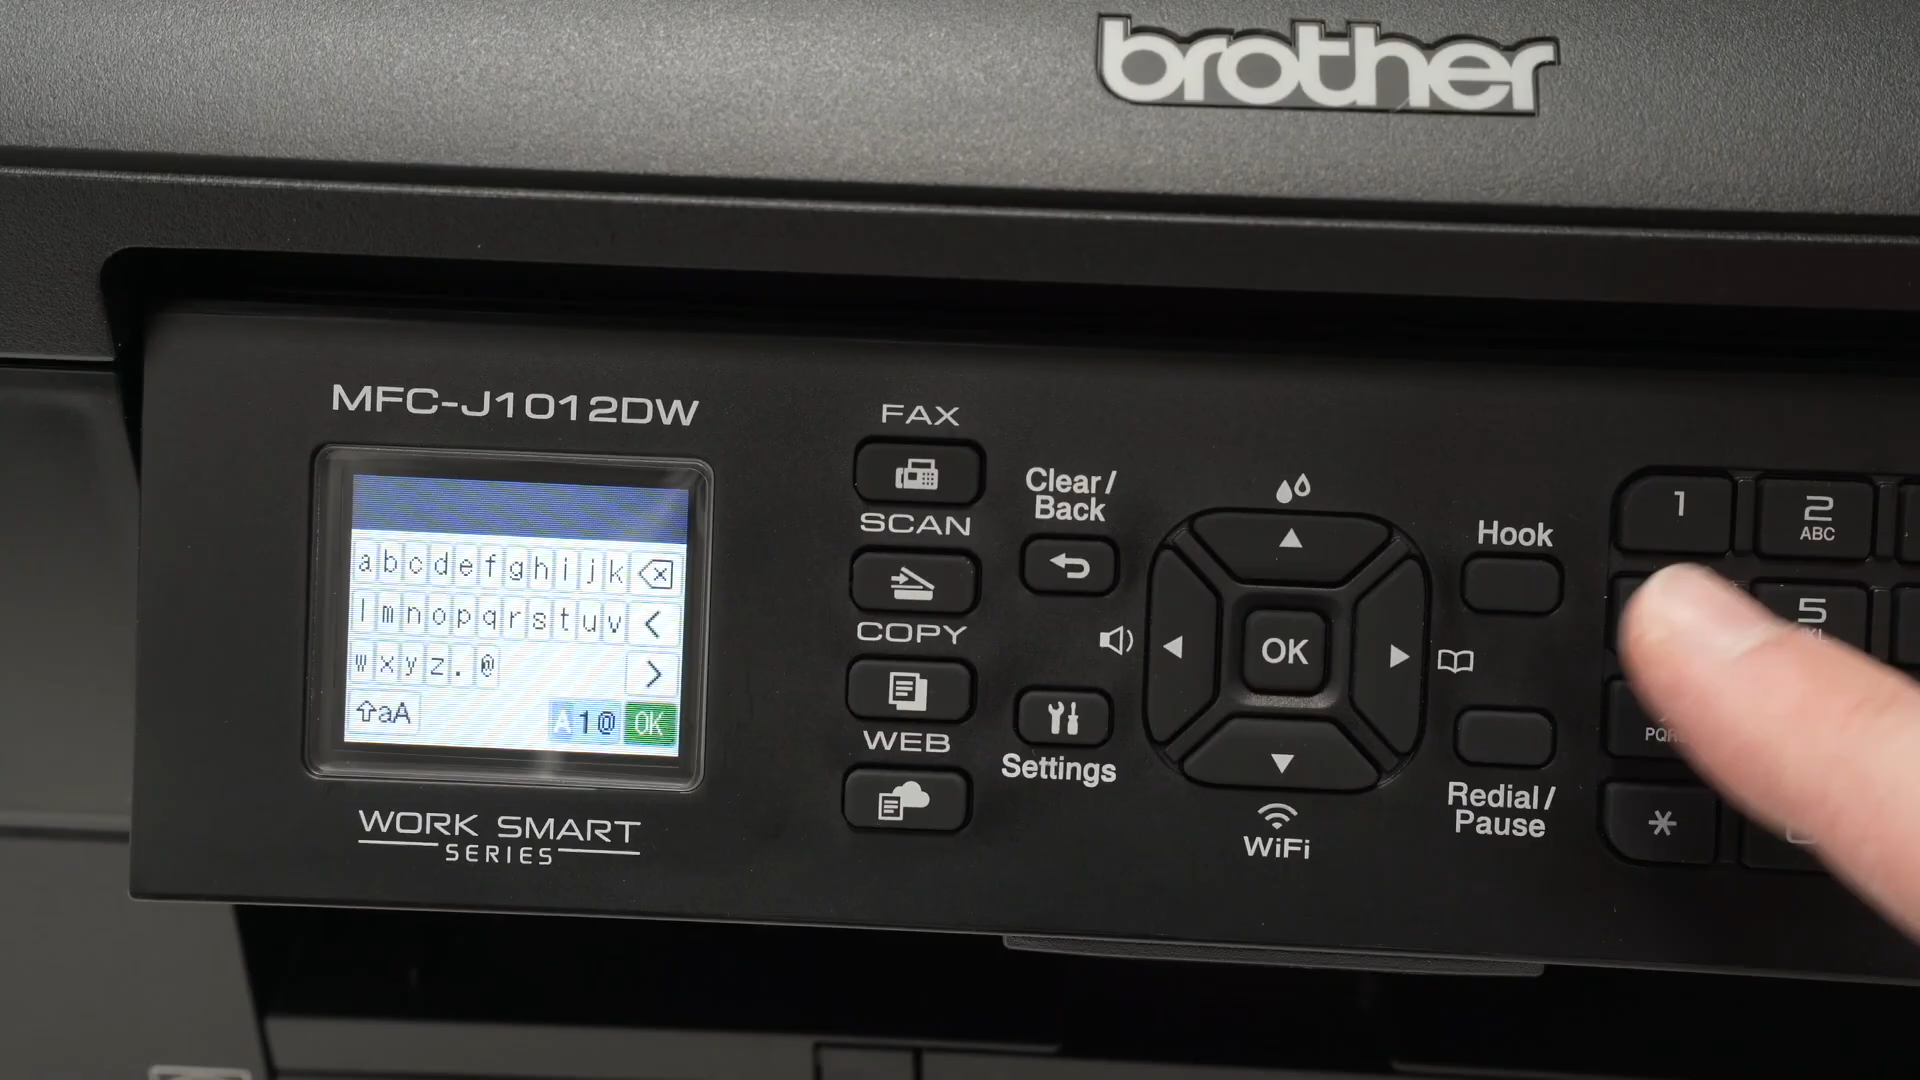 brother
MFC-J1012DW
a b c d e f g h i j k
l m n o p q r s t u v
w x y z . @
aA
A 1 @ OK
WORK SMART
SERIES
FAX
SCAN
COPY
WEB
Clear/
Back
Settings
OK
WiFi
Hook
Redial/
Pause
1
2
ABC
5
*